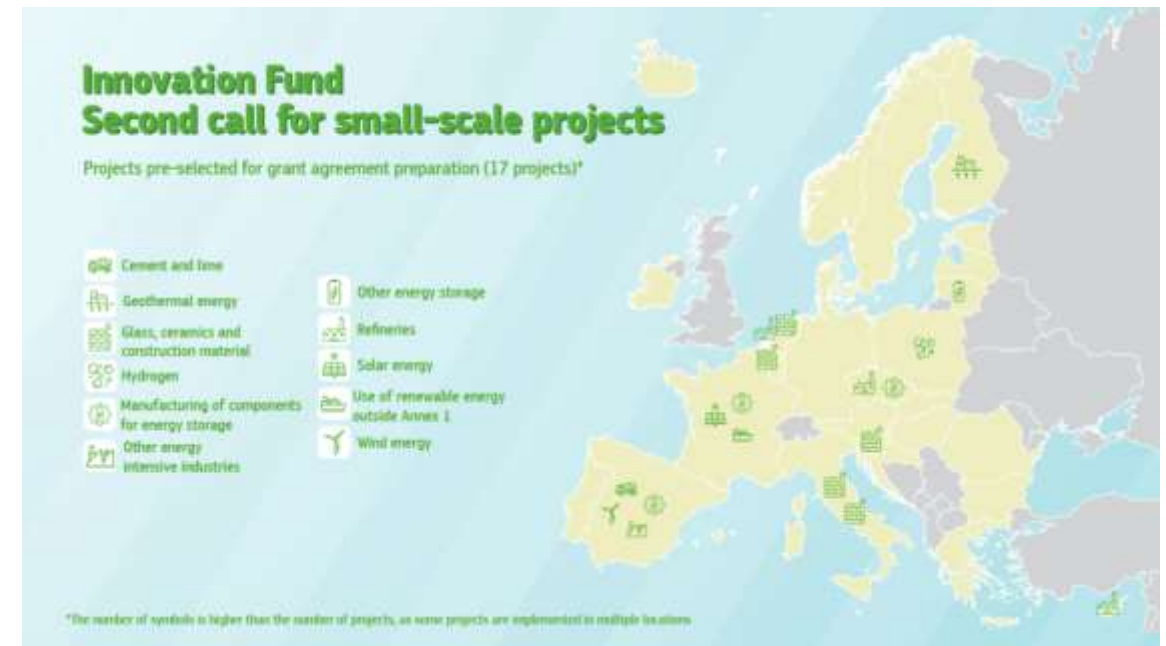 Innovation Fund
Second call for small-scale projects
Projects pre-selected for grant agreement preparation (17 projects)*
Cement and lime
Geothermal energy
Glass, ceramics and
construction material
Hydrogen
Manufacturing of components
for energy storage
Other energy
intensive industries
Other energy storage
Refineries
Solar energy
Use of renewable energy
outside Annex 1
Wind energy
*The number of symbols is higher than the number of projects, as some projects are implemented in multiple locations